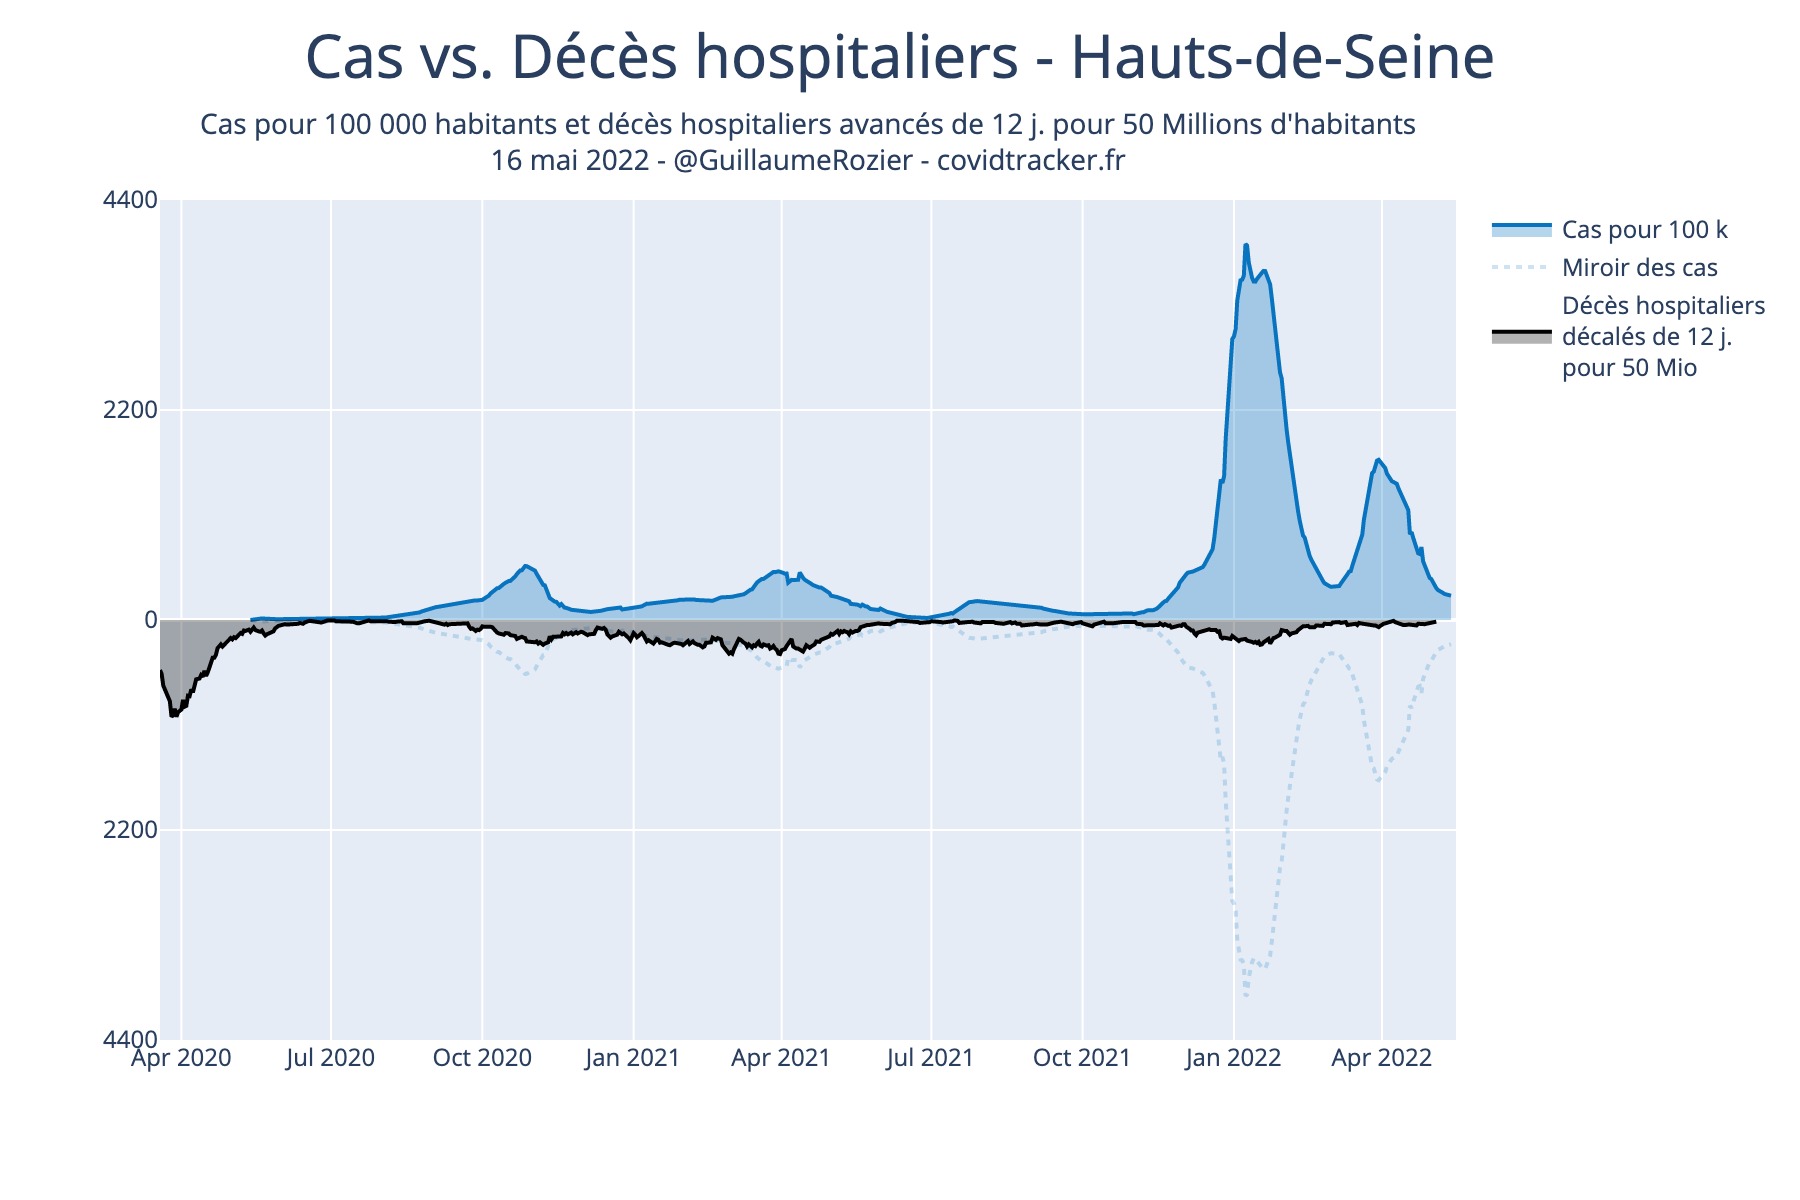 Cas vs. Décès hospitaliers - Hauts-de-Seine
Cas pour 100 000 habitants et décès hospitaliers avancés de 12 j. pour 50 Millions d'habitants
16 mai 2022 - @GuillaumeRozier - covidtracker.fr
4400
2200
0
2200
4400
Apr 2020
Jul 2020
Oct 2020
Jan 2021
Apr 2021
Jul 2021
Oct 2021
Jan 2022
Apr 2022
Cas pour 100 k
Miroir des cas
Décès hospitaliers
décalés de 12 j.
pour 50 Mio